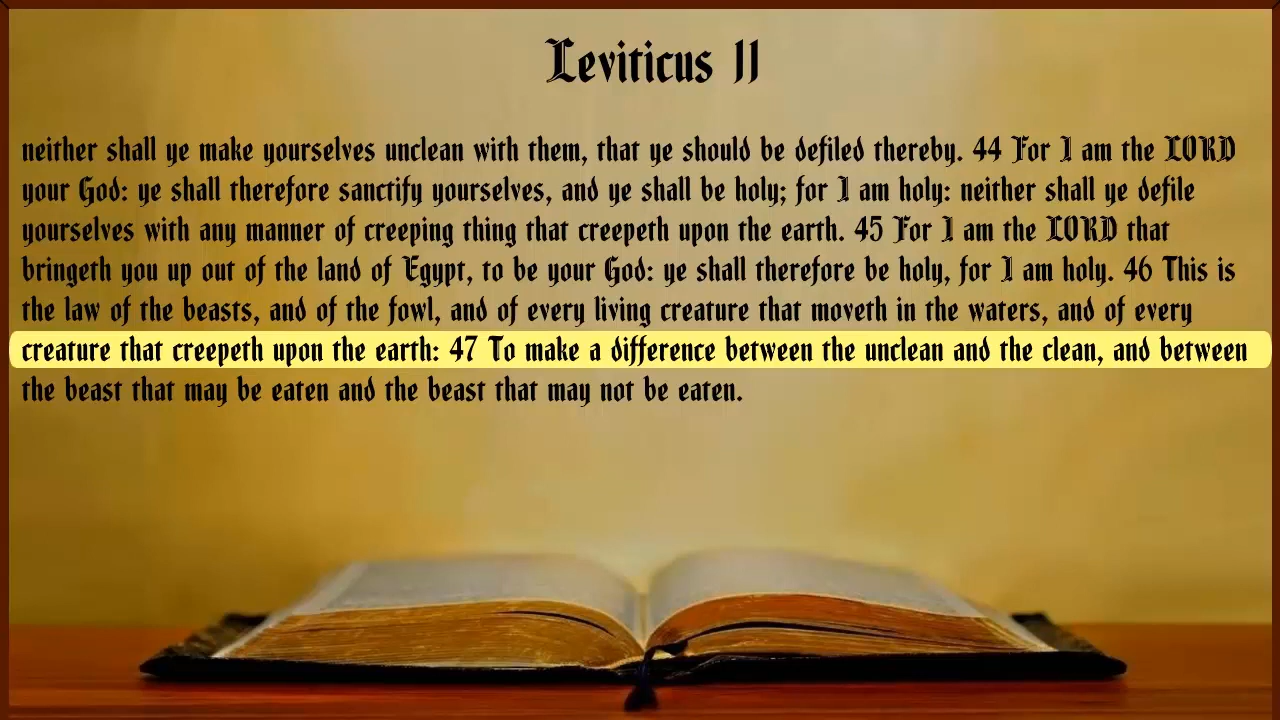 Leviticus 11
neither shall ye make yourselves unclean with them, that ye should be defiled thereby. 44 For I am the LORD
your God: ye shall therefore sanctify yourselves, and ye shall be holy; for I am holy: neither shall ye defile
yourselves with any manner of creeping thing that creepeth upon the earth. 45 For I am the LORD that
bringeth you up out of the land of Egypt, to be your God: ye shall therefore be holy, for I am holy. 46 This is
the law of the beasts, and of the fowl, and of every living creature that moveth in the waters, and of every
creature that creepeth upon the earth: 47 To make a difference between the unclean and the clean, and between
the beast that may be eaten and the beast that may not be eaten.